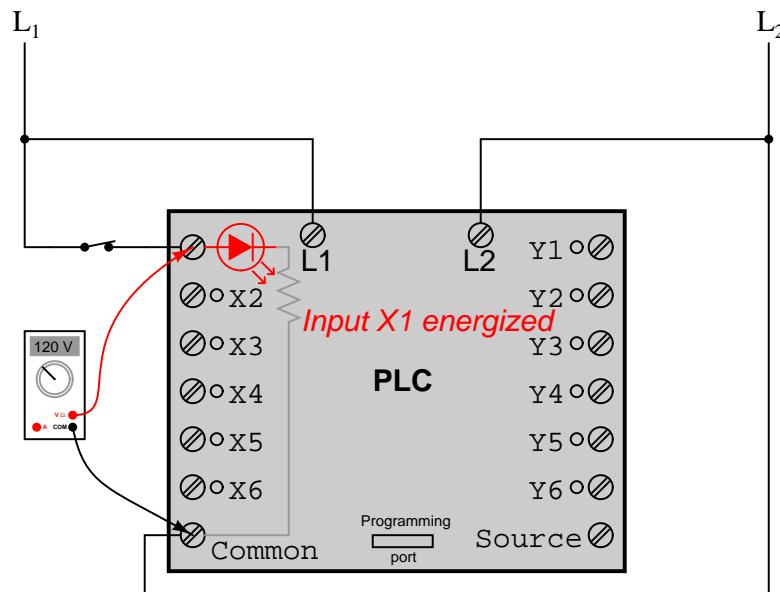 L1
L2
L1
L2
Y1
X2
Y2
Input X1 energized
120 V
X3
Y3
PLC
X4
Y4
V Ω
A
COM
X5
Y5
X6
Y6
Programming
port
Common
Source